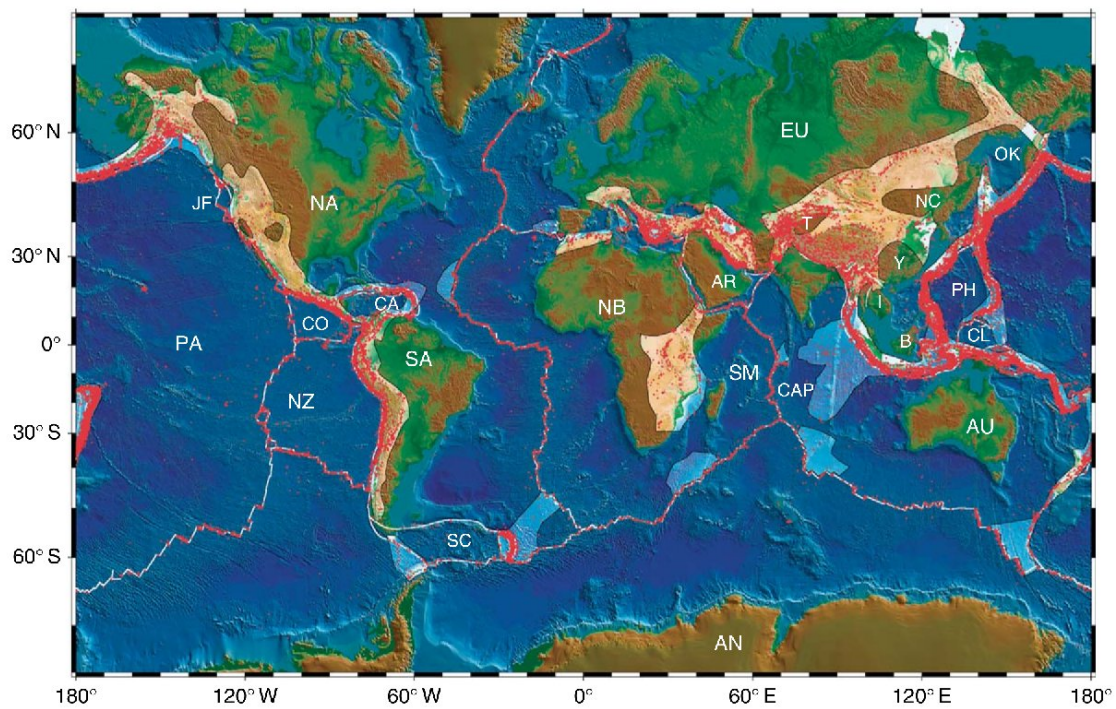 60° N
EU
OK
JF
NA
NC
T
30° N
Y
AR
PH
CA
NB
I
CO
CL
B
0°
PA
SA
SM
CAP
NZ
30° S
AU
SC
60° S
AN
180°
120° W
60° W
0°
60° E
120° E
180°